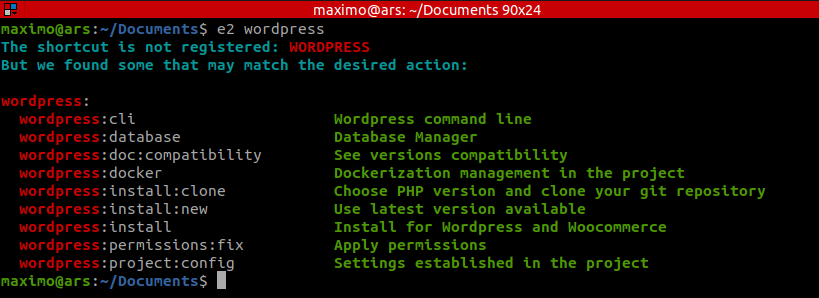 maximo@ars: ~/Documents 90x24
maximo@ars:~/Documents$ e2 wordpress
The shortcut is not registered: WORDPRESS
But we found some that may match the desired action:
wordpress:
wordpress:cli Wordpress command line
wordpress:database Database Manager
wordpress:doc:compatibility See versions compatibility
wordpress:docker Dockerization management in the project
wordpress:install:clone Choose PHP version and clone your git repository
wordpress:install:new Use latest version available
wordpress:install Install for Wordpress and Woocommerce
wordpress:permissions:fix Apply permissions
wordpress:project:config Settings established in the project
maximo@ars:~/Documents$